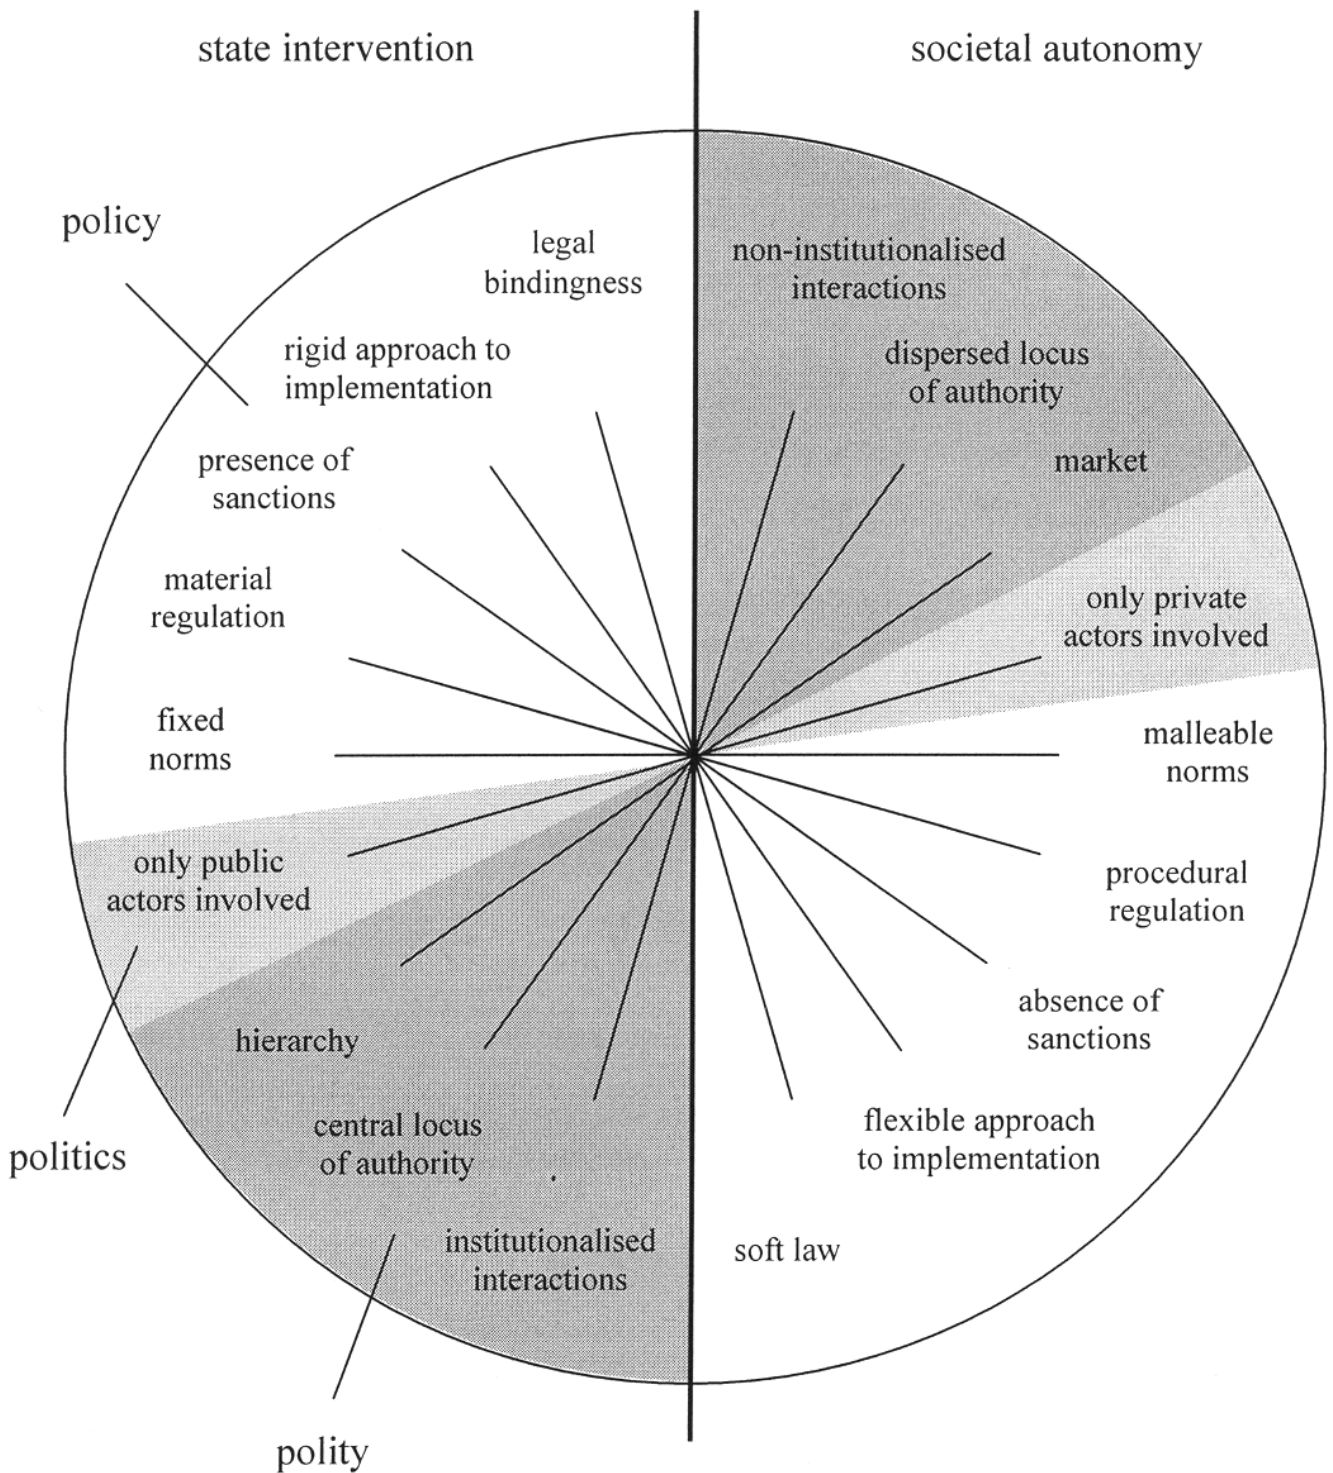 state intervention
societal autonomy
policy
legal
bindingness
rigid approach to
implementation
presence of
sanctions
material
regulation
fixed
norms
only public
actors involved
politics
hierarchy
central locus
of authority
institutionalised
interactions
polity
non-institutionalised
interactions
dispersed locus
of authority
market
only private
actors involved
malleable
norms
procedural
regulation
absence of
sanctions
flexible approach
to implementation
soft law